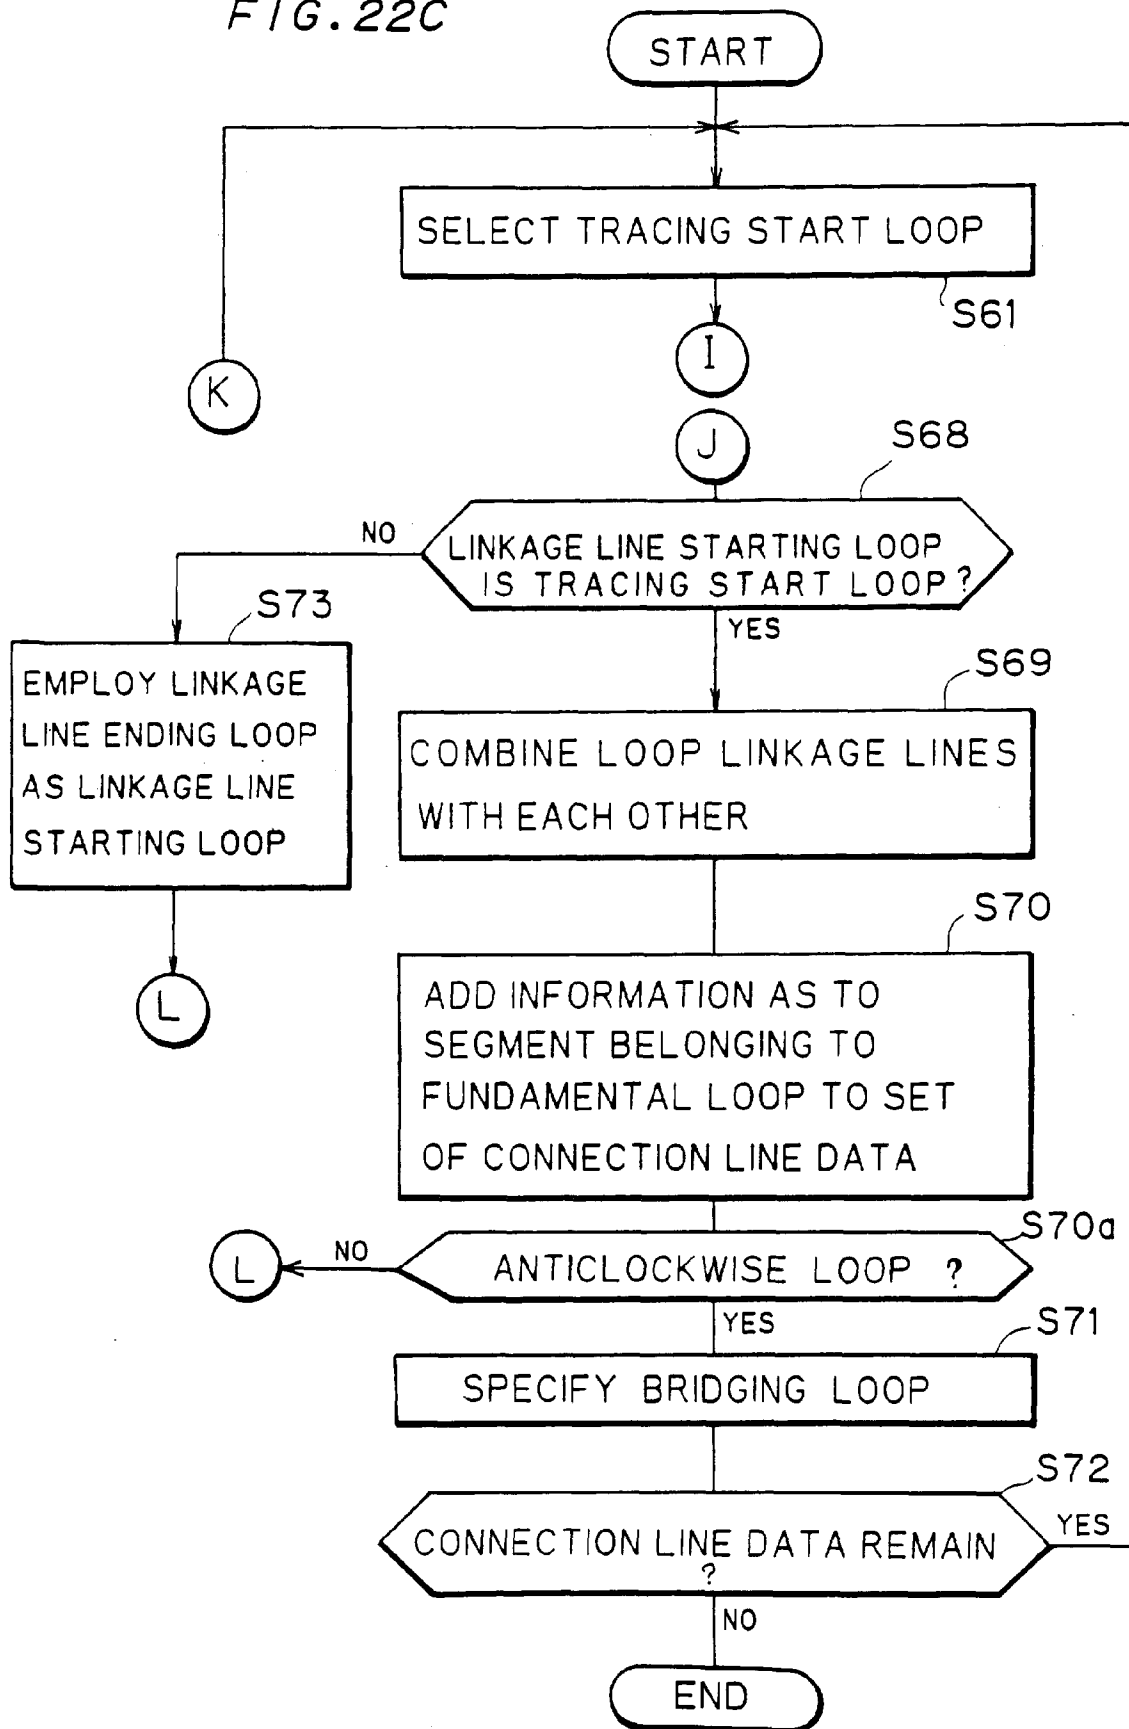 FIG.22C
START
SELECT TRACING START LOOP
S61
I
K
J
S68
NO
LINKAGE LINE STARTING LOOP
IS TRACING START LOOP?
YES
S73
EMPLOY LINKAGE
LINE ENDING LOOP
AS LINKAGE LINE
STARTING LOOP
L
S69
COMBINE LOOP LINKAGE LINES
WITH EACH OTHER
S70
ADD INFORMATION AS TO
SEGMENT BELONGING TO
FUNDAMENTAL LOOP TO SET
OF CONNECTION LINE DATA
S70a
L
NO
ANTICLOCKWISE LOOP ?
YES
S71
SPECIFY BRIDGING LOOP
S72
CONNECTION LINE DATA REMAIN
?
YES
NO
END